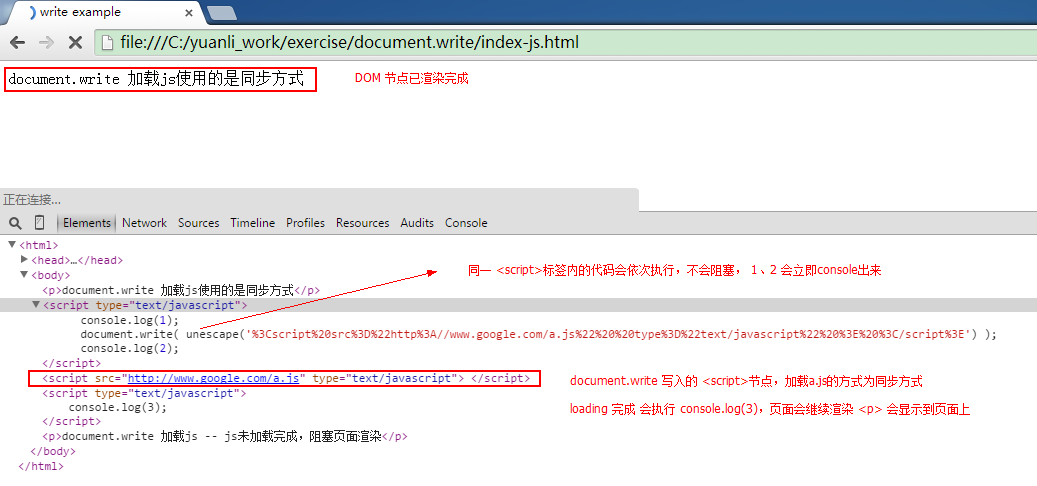 write example
file:///C:/yuanli_work/exercise/document.write/index-js.html
document.write 加载js使用的是同步方式
DOM 节点已渲染完成
正在连接...
Elements Network Sources Timeline Profiles Resources Audits Console
<html>
<head>…</head>
同一 <script>标签内的代码会依次执行，不会阻塞， 1、2 会立即console出来
<body>
<p>document.write 加载js使用的是同步方式</p>
<script type="text/javascript">
console.log(1);
document.write( unescape('%3Cscript%20src%3D%22http%3A//www.google.com/a.js%22%20%20type%3D%22text/javascript%22%20%3E%20%3C/script%3E') );
console.log(2);
</script>
<script src="http://www.google.com/a.js" type="text/javascript"> </script>
document.write 写入的 <script>节点，加载a.js的方式为同步方式
<script type="text/javascript">
console.log(3);
loading 完成 会执行 console.log(3)，页面会继续渲染 <p> 会显示到页面上
</script>
<p>document.write 加载js -- js未加载完成，阻塞页面渲染</p>
</body>
</html>